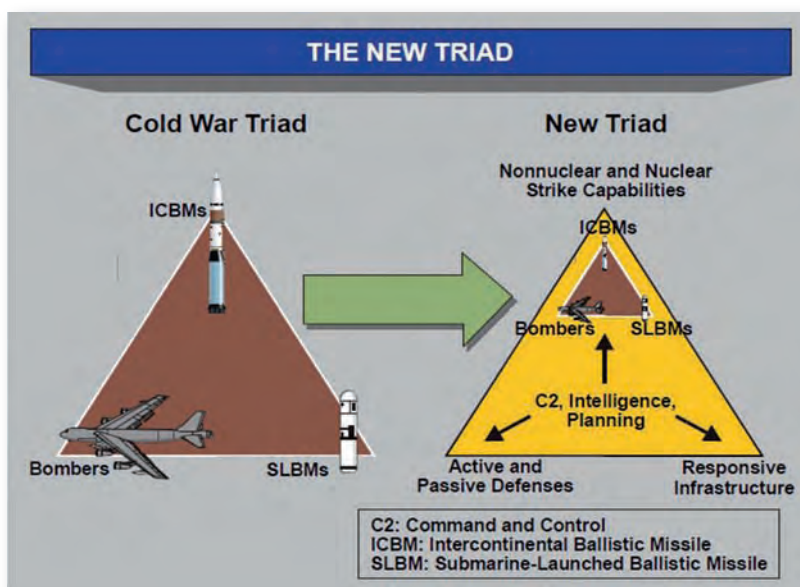 THE NEW TRIAD
Cold War Triad
ICBMs
Bombers
SLBMs
New Triad
Nonnuclear and Nuclear
Strike Capabilities
ICBMs
Bombers
SLBMs
C2, Intelligence,
Planning
Active and
Passive Defenses
Responsive
Infrastructure
C2: Command and Control
ICBM: Intercontinental Ballistic Missile
SLBM: Submarine-Launched Ballistic Missile